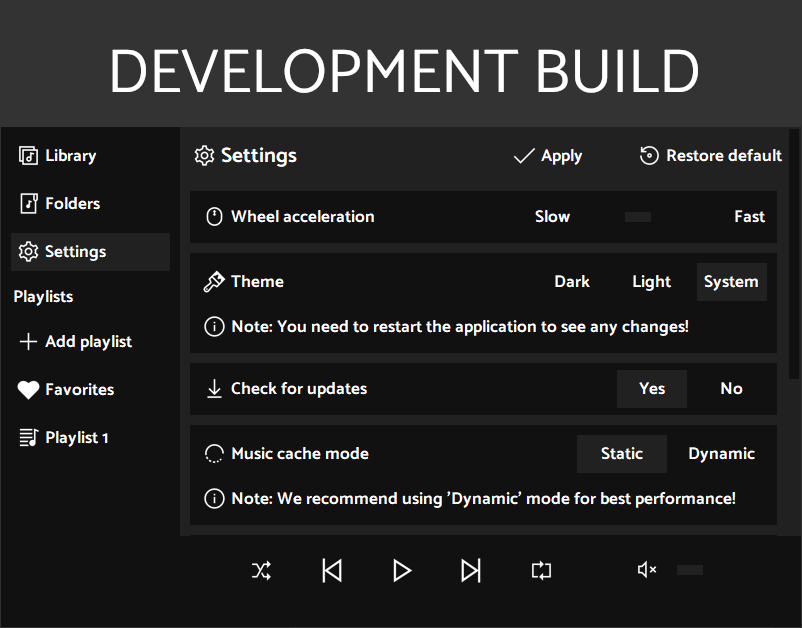 DEVELOPMENT BUILD
Library
Folders
Settings
Playlists
Add playlist
Favorites
Playlist 1
Settings
Apply
Restore default
Wheel acceleration
Slow
Fast
Theme
Dark
Light
System
Note: You need to restart the application to see any changes!
Check for updates
Yes
No
Music cache mode
Static
Dynamic
Note: We recommend using 'Dynamic' mode for best performance!